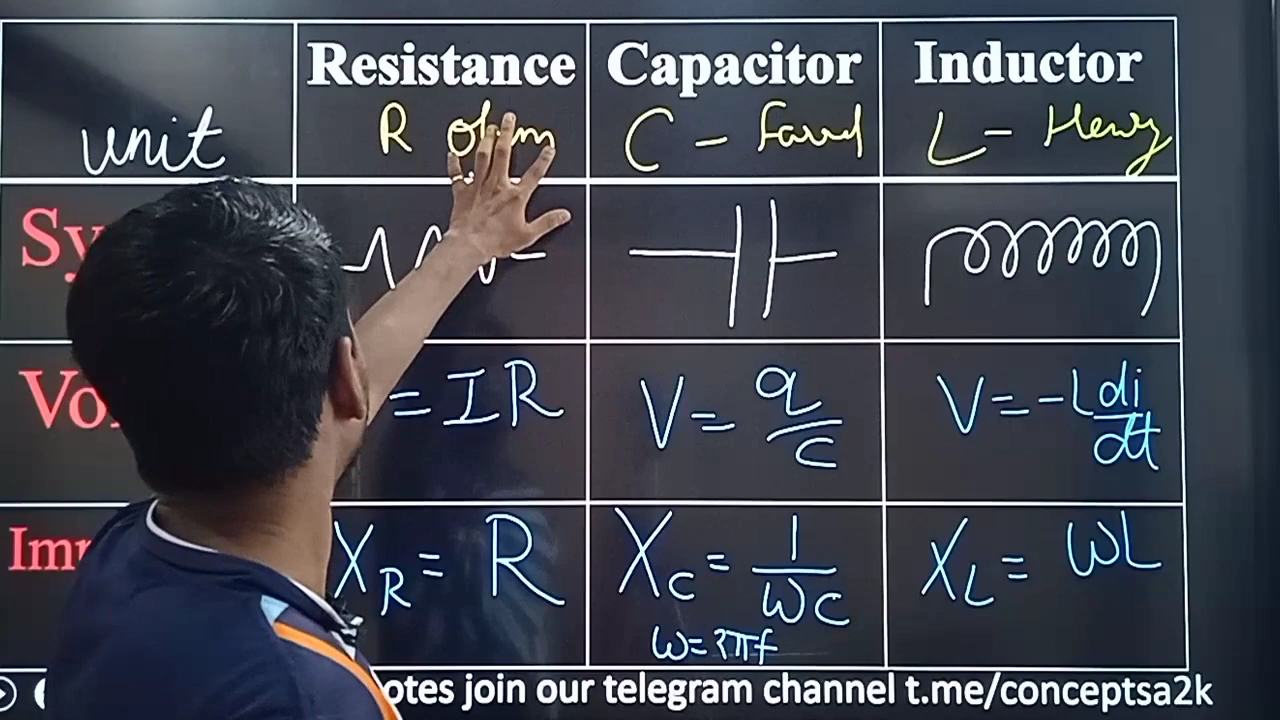 Resistance Capacitor Inductor
unit R ohm C - Farad L - Henry
Sy
Vo = IR V = q/C V = -L di/dt
Im X_R = R X_C = 1/ωC X_L = ωL
ω=2πf
otes join our telegram channel t.me/conceptsa2k